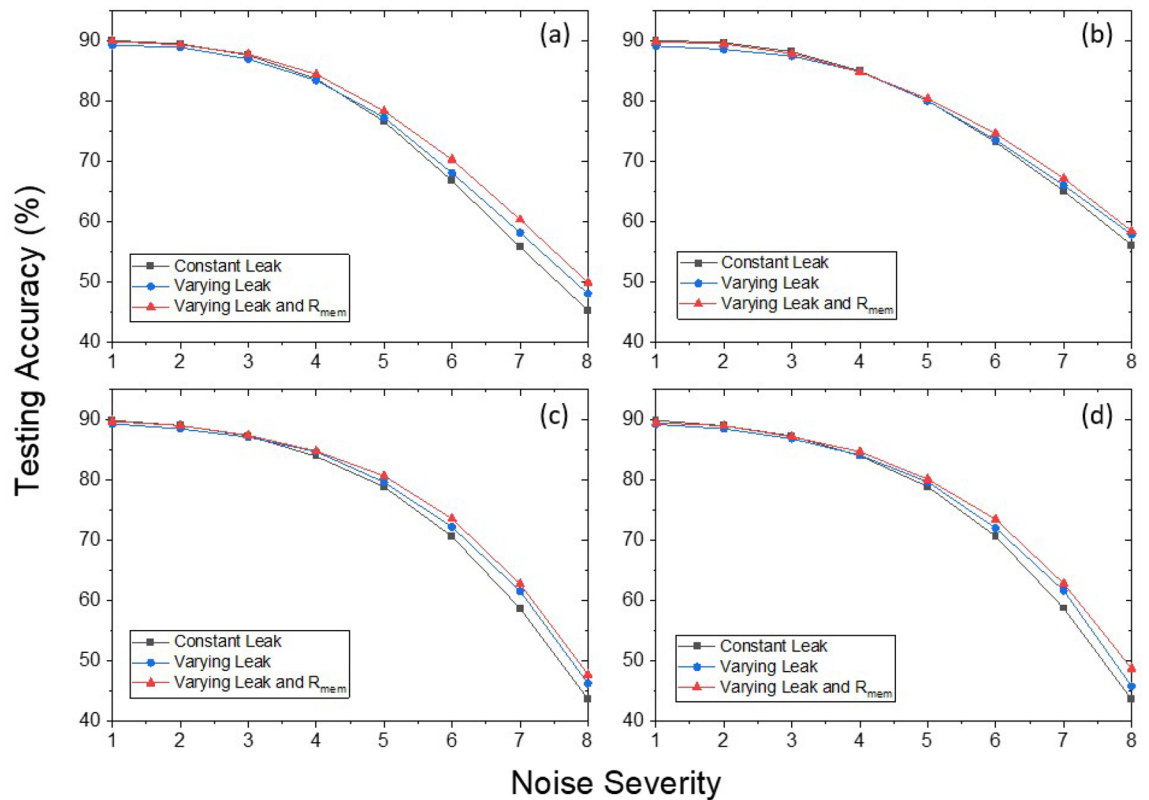 Testing Accuracy (%)
(a)
90
80
70
60
50
40
Constant Leak
Varying Leak
Varying Leak and Rmem
1 2 3 4 5 6 7 8
(b)
90
80
70
60
50
40
Constant Leak
Varying Leak
Varying Leak and Rmem
1 2 3 4 5 6 7 8
(c)
90
80
70
60
50
40
Constant Leak
Varying Leak
Varying Leak and Rmem
1 2 3 4 5 6 7 8
(d)
90
80
70
60
50
40
Constant Leak
Varying Leak
Varying Leak and Rmem
1 2 3 4 5 6 7 8
Noise Severity